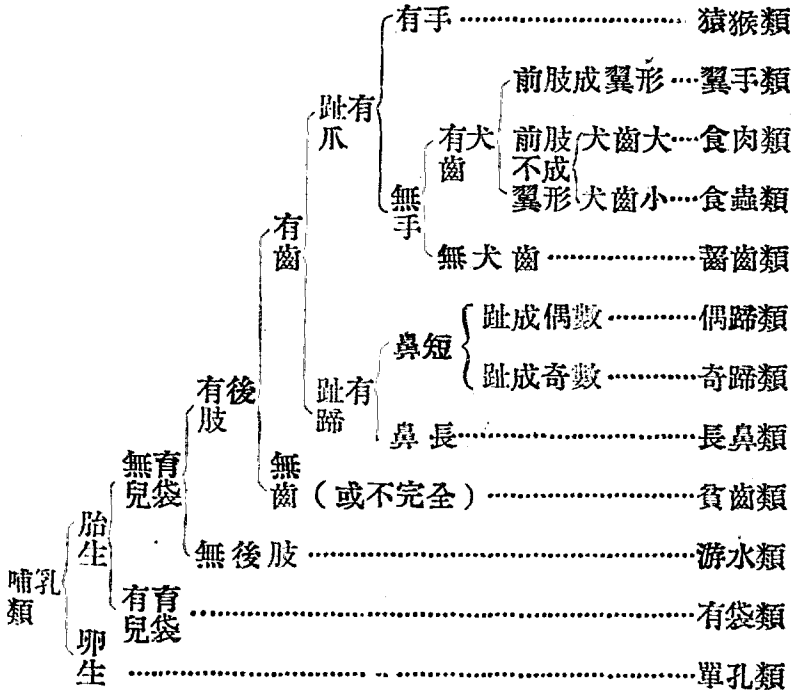 有手 猿猴類
前肢成翼形 翼手類
趾有爪
有犬齒
前肢不成翼形
犬齒大 食肉類
犬齒小 食蟲類
無手
無犬齒 齧齒類
有齒
趾成偶數 偶蹄類
鼻短
趾成奇數 奇蹄類
趾有蹄
有後肢
鼻長 長鼻類
無育兒袋
無齒（或不完全） 貧齒類
胎生
無後肢 游水類
哺乳類
有育兒袋 有袋類
卵生 單孔類